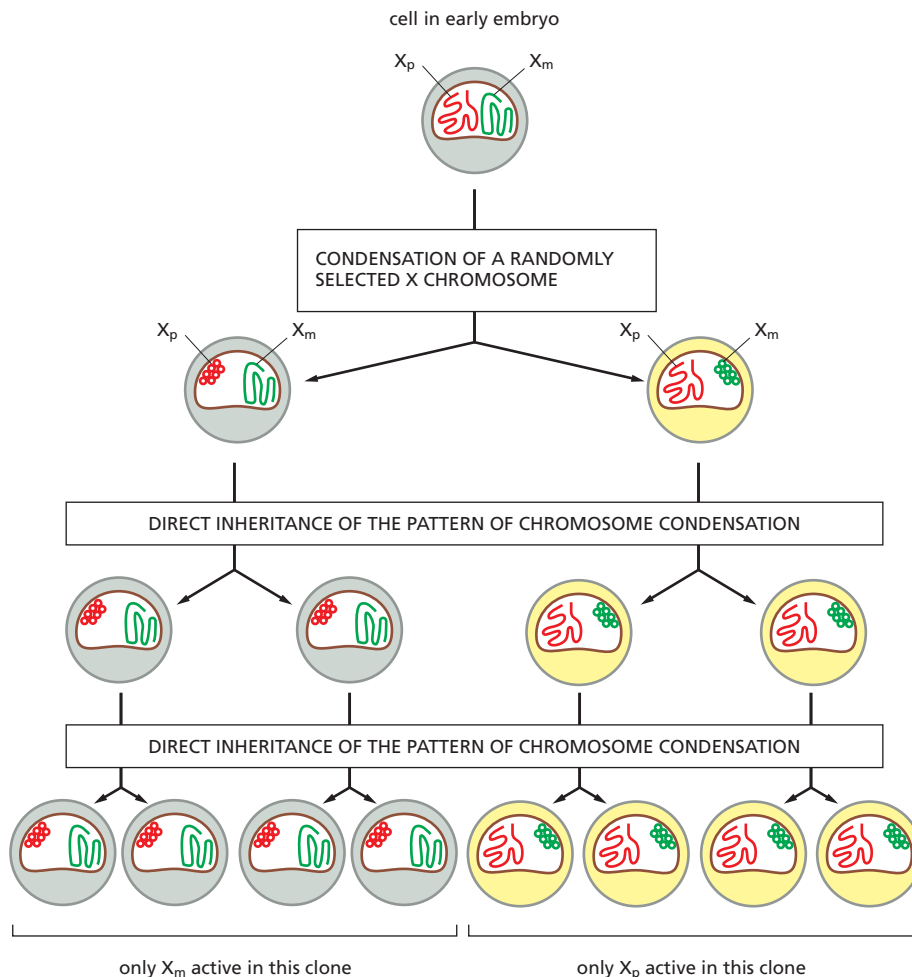 cell in early embryo
Xp Xm
CONDENSATION OF A RANDOMLY
SELECTED X CHROMOSOME
Xp Xm Xp Xm
DIRECT INHERITANCE OF THE PATTERN OF CHROMOSOME CONDENSATION
DIRECT INHERITANCE OF THE PATTERN OF CHROMOSOME CONDENSATION
only Xm active in this clone
only Xp active in this clone